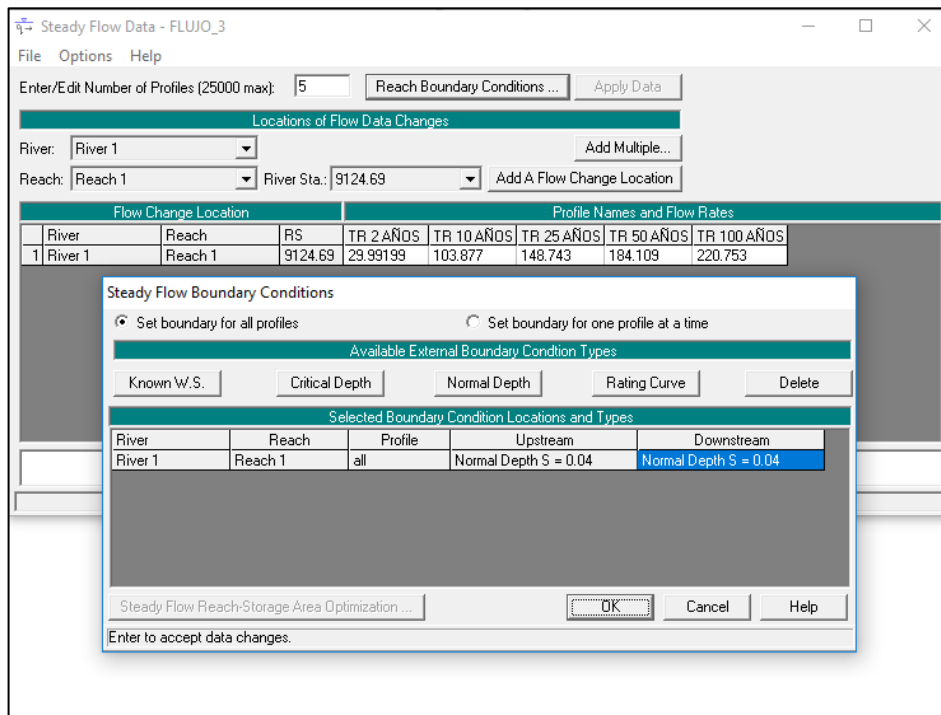 Steady Flow Data - FLUJO_3
File Options Help
Enter/Edit Number of Profiles (25000 max): 5 Reach Boundary Conditions ... Apply Data
Locations of Flow Data Changes
River: River 1 Add Multiple...
Reach: Reach 1 River Sta.: 9124.69 Add A Flow Change Location
Flow Change Location Profile Names and Flow Rates
River Reach RS TR 2 AÑOS TR 10 AÑOS TR 25 AÑOS TR 50 AÑOS TR 100 AÑOS
1 River 1 Reach 1 9124.69 29.99199 103.877 148.743 184.109 220.753
Steady Flow Boundary Conditions
Set boundary for all profiles Set boundary for one profile at a time
Available External Boundary Condtion Types
Known W.S. Critical Depth Normal Depth Rating Curve Delete
Selected Boundary Condition Locations and Types
River Reach Profile Upstream Downstream
River 1 Reach 1 all Normal Depth S = 0.04 Normal Depth S = 0.04
Steady Flow Reach-Storage Area Optimization ... OK Cancel Help
Enter to accept data changes.